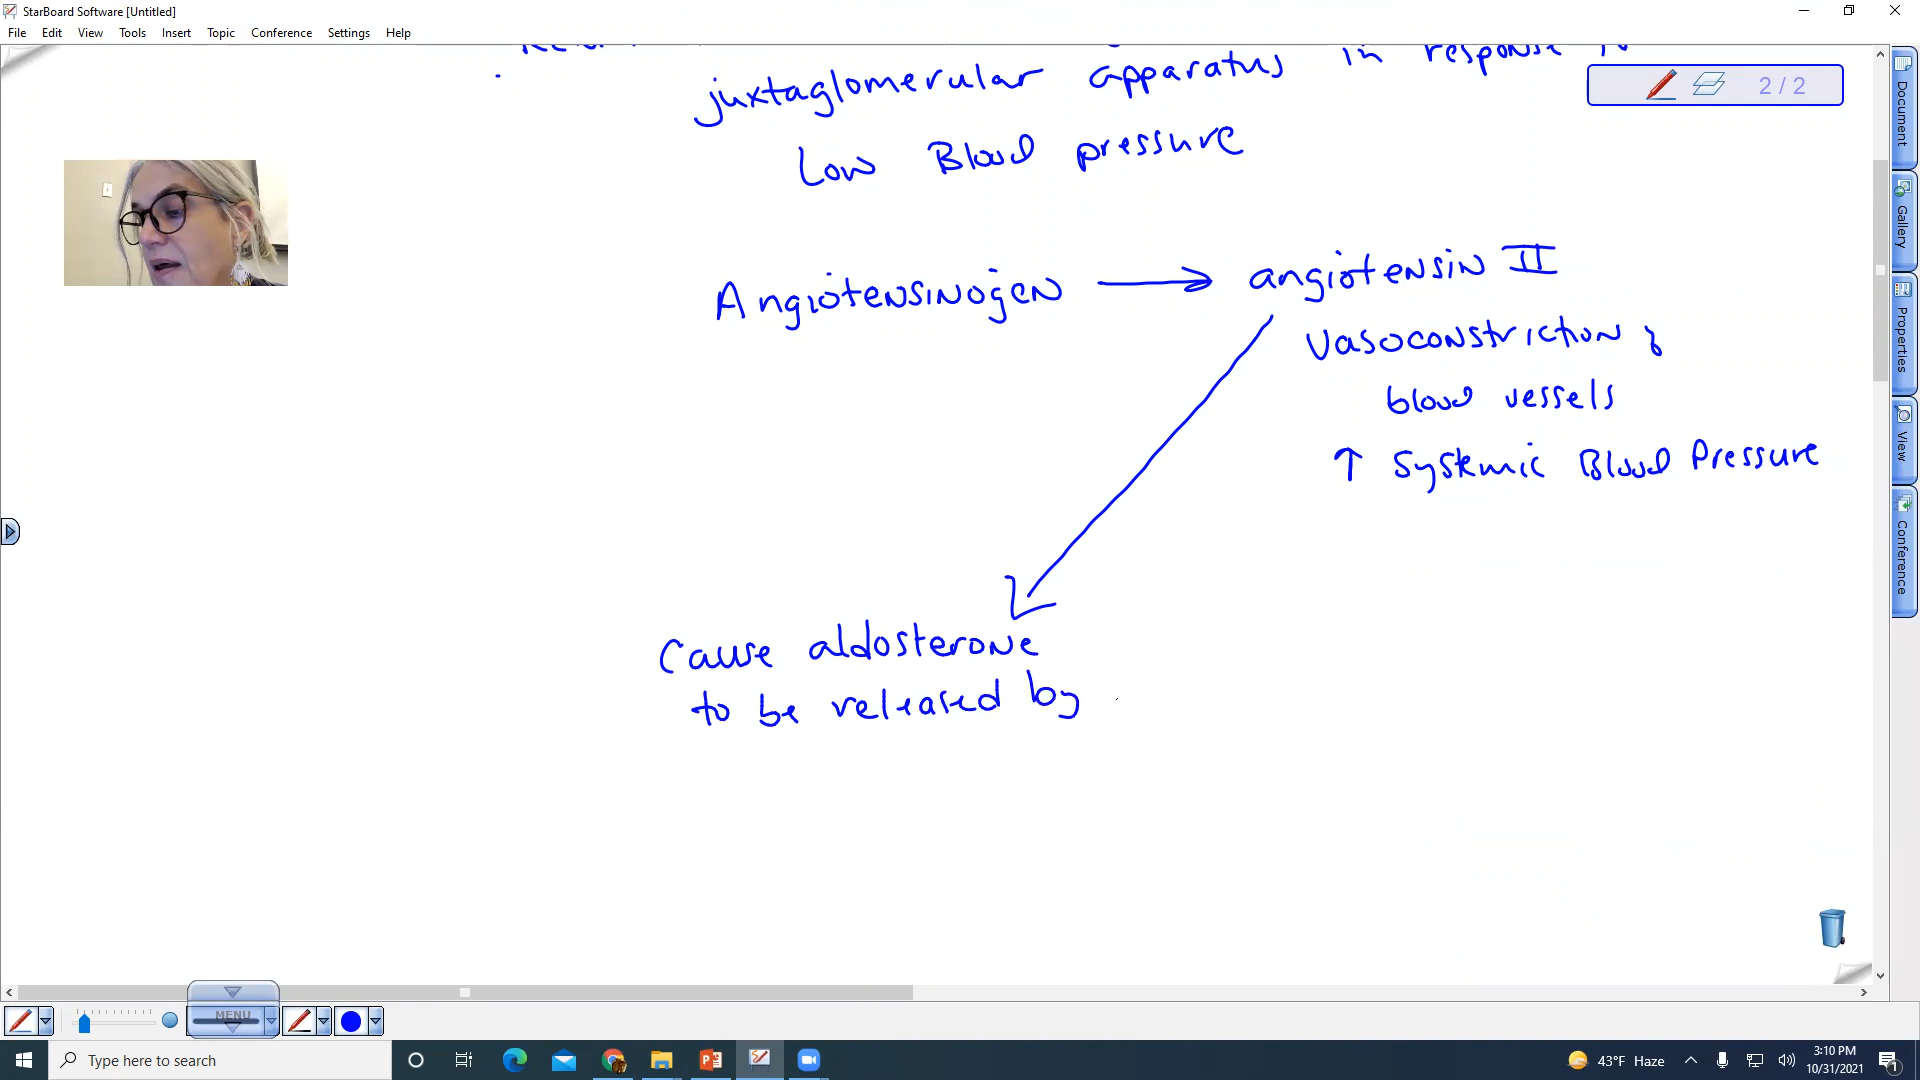 StarBoard Software [Untitled]
File Edit View Tools Insert Topic Conference Settings Help
juxtaglomerular apparatus in response
2 / 2
Low Blood pressure
Angiotensinogen → angiotensin II
Vasoconstriction
blood vessels
↑ Systemic Blood Pressure
Cause aldosterone
to be released by
Document
Gallery
Properties
View
Conference
MENU
Type here to search
43°F Haze
3:10 PM
10/31/2021
1